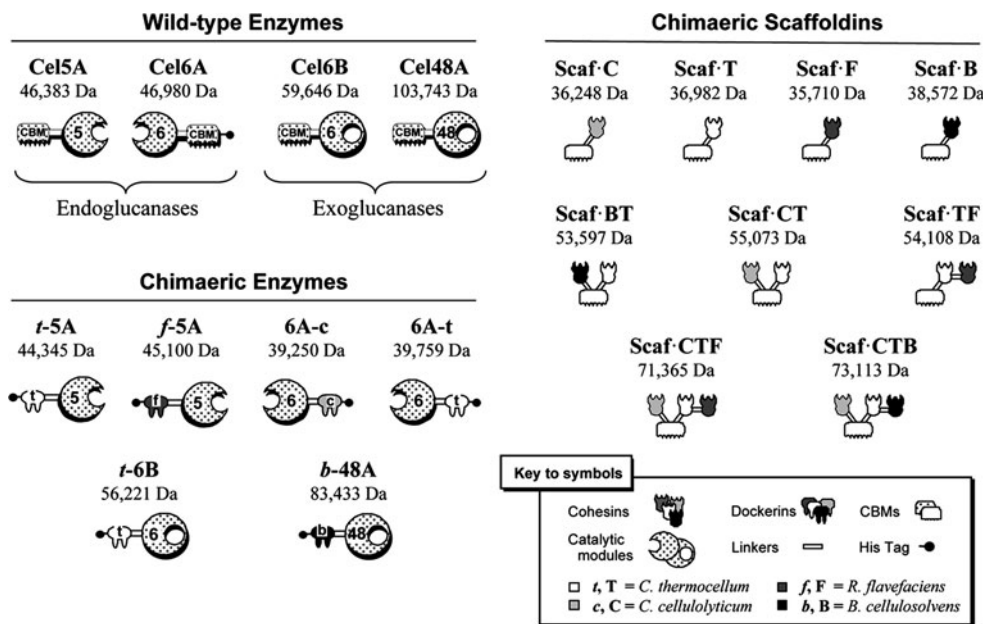 Wild-type Enzymes
Cel5A Cel6A Cel6B Cel48A
46,383 Da 46,980 Da 59,646 Da 103,743 Da
CBM 5 6 CBM CBM 6 CBM 48
Endoglucanases Exoglucanases
Chimaeric Enzymes
t-5A f-5A 6A-c 6A-t
44,345 Da 45,100 Da 39,250 Da 39,759 Da
t 5 f 5 6 c 6 t
t-6B b-48A
56,221 Da 83,433 Da
t 6 b 48
Chimaeric Scaffoldins
Scaf·C Scaf·T Scaf·F Scaf·B
36,248 Da 36,982 Da 35,710 Da 38,572 Da
Scaf·BT Scaf·CT Scaf·TF
53,597 Da 55,073 Da 54,108 Da
Scaf·CTF Scaf·CTB
71,365 Da 73,113 Da
Key to symbols
Cohesins Dockerins CBMs
Catalytic modules Linkers His Tag
t, T = C. thermocellum f, F = R. flavefaciens
c, C = C. cellulolyticum b, B = B. cellulosolvens